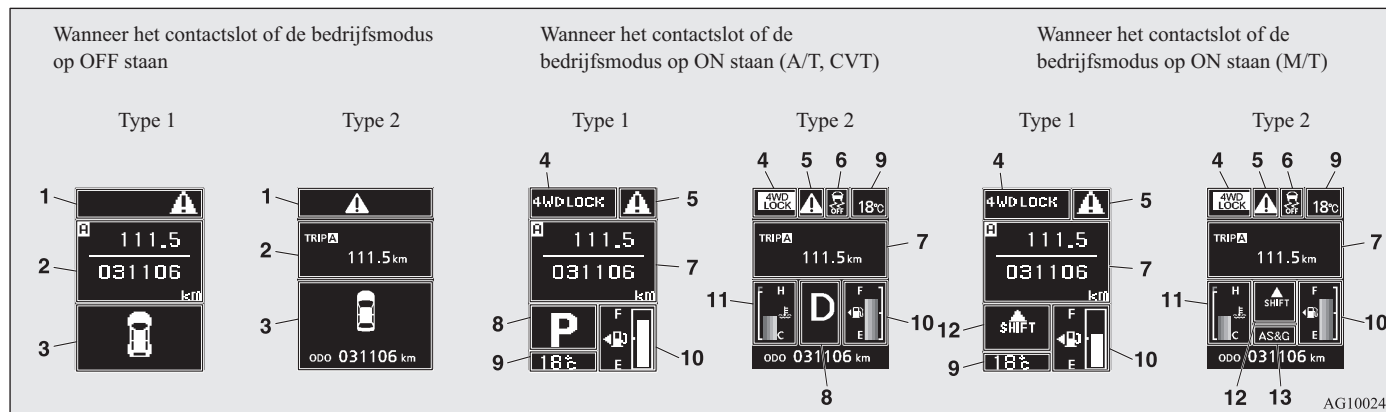 Wanneer het contactslot of de bedrijfsmodus
op OFF staan
Type 1
1
A
111.5
2
031106
km
3
Type 2
1
TRIP A
2
111.5 km
3
ODO 031106 km
Wanneer het contactslot of de
bedrijfsmodus op ON staan (A/T, CVT)
Type 1
4
4WD LOCK
5
A
111.5
031106
7
km
8
P
F
9
18℃
E
10
Type 2
4 5 6 9
4WD
LOCK
OFF
18℃
TRIP A
7
111.5 km
11
F H
D
F
C
E
10
ODO 031106 km
8
Wanneer het contactslot of de
bedrijfsmodus op ON staan (M/T)
Type 1
4
4WD LOCK
5
A
111.5
031106
7
km
12
SHIFT
F
9
18℃
E
10
Type 2
4 5 6 9
4WD
LOCK
OFF
18℃
TRIP A
7
111.5 km
11
F H
SHIFT
F
C
AS&G
E
10
ODO 031106 km
12 13
AG10024